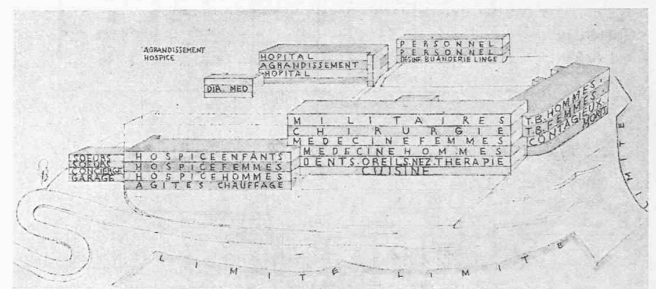 AGRANDISSEMENT
HOSPICE
HOPITAL
AGRANDISSEMENT
HOPITAL
PERSONNEL
PERSONNEL
DESINF. BUANDERIE LINGE
DIR. MED
MILITAIRES
CHIRURGIE
MEDECINE FEMMES
MEDECINE HOMMES
DENTS. OREILS. NEZ. THERAPIE
CUISINE
T.B. HOMMES
T.B. FEMMES
CONTAGIEUX
MORTS
SOEURS
SOEURS
CONCIERGE
GARAGE
HOSPICE ENFANTS
HOSPICE FEMMES
HOSPICE HOMMES
AGITES CHAUFFAGE
LIMITE
LIMITE LIMITE